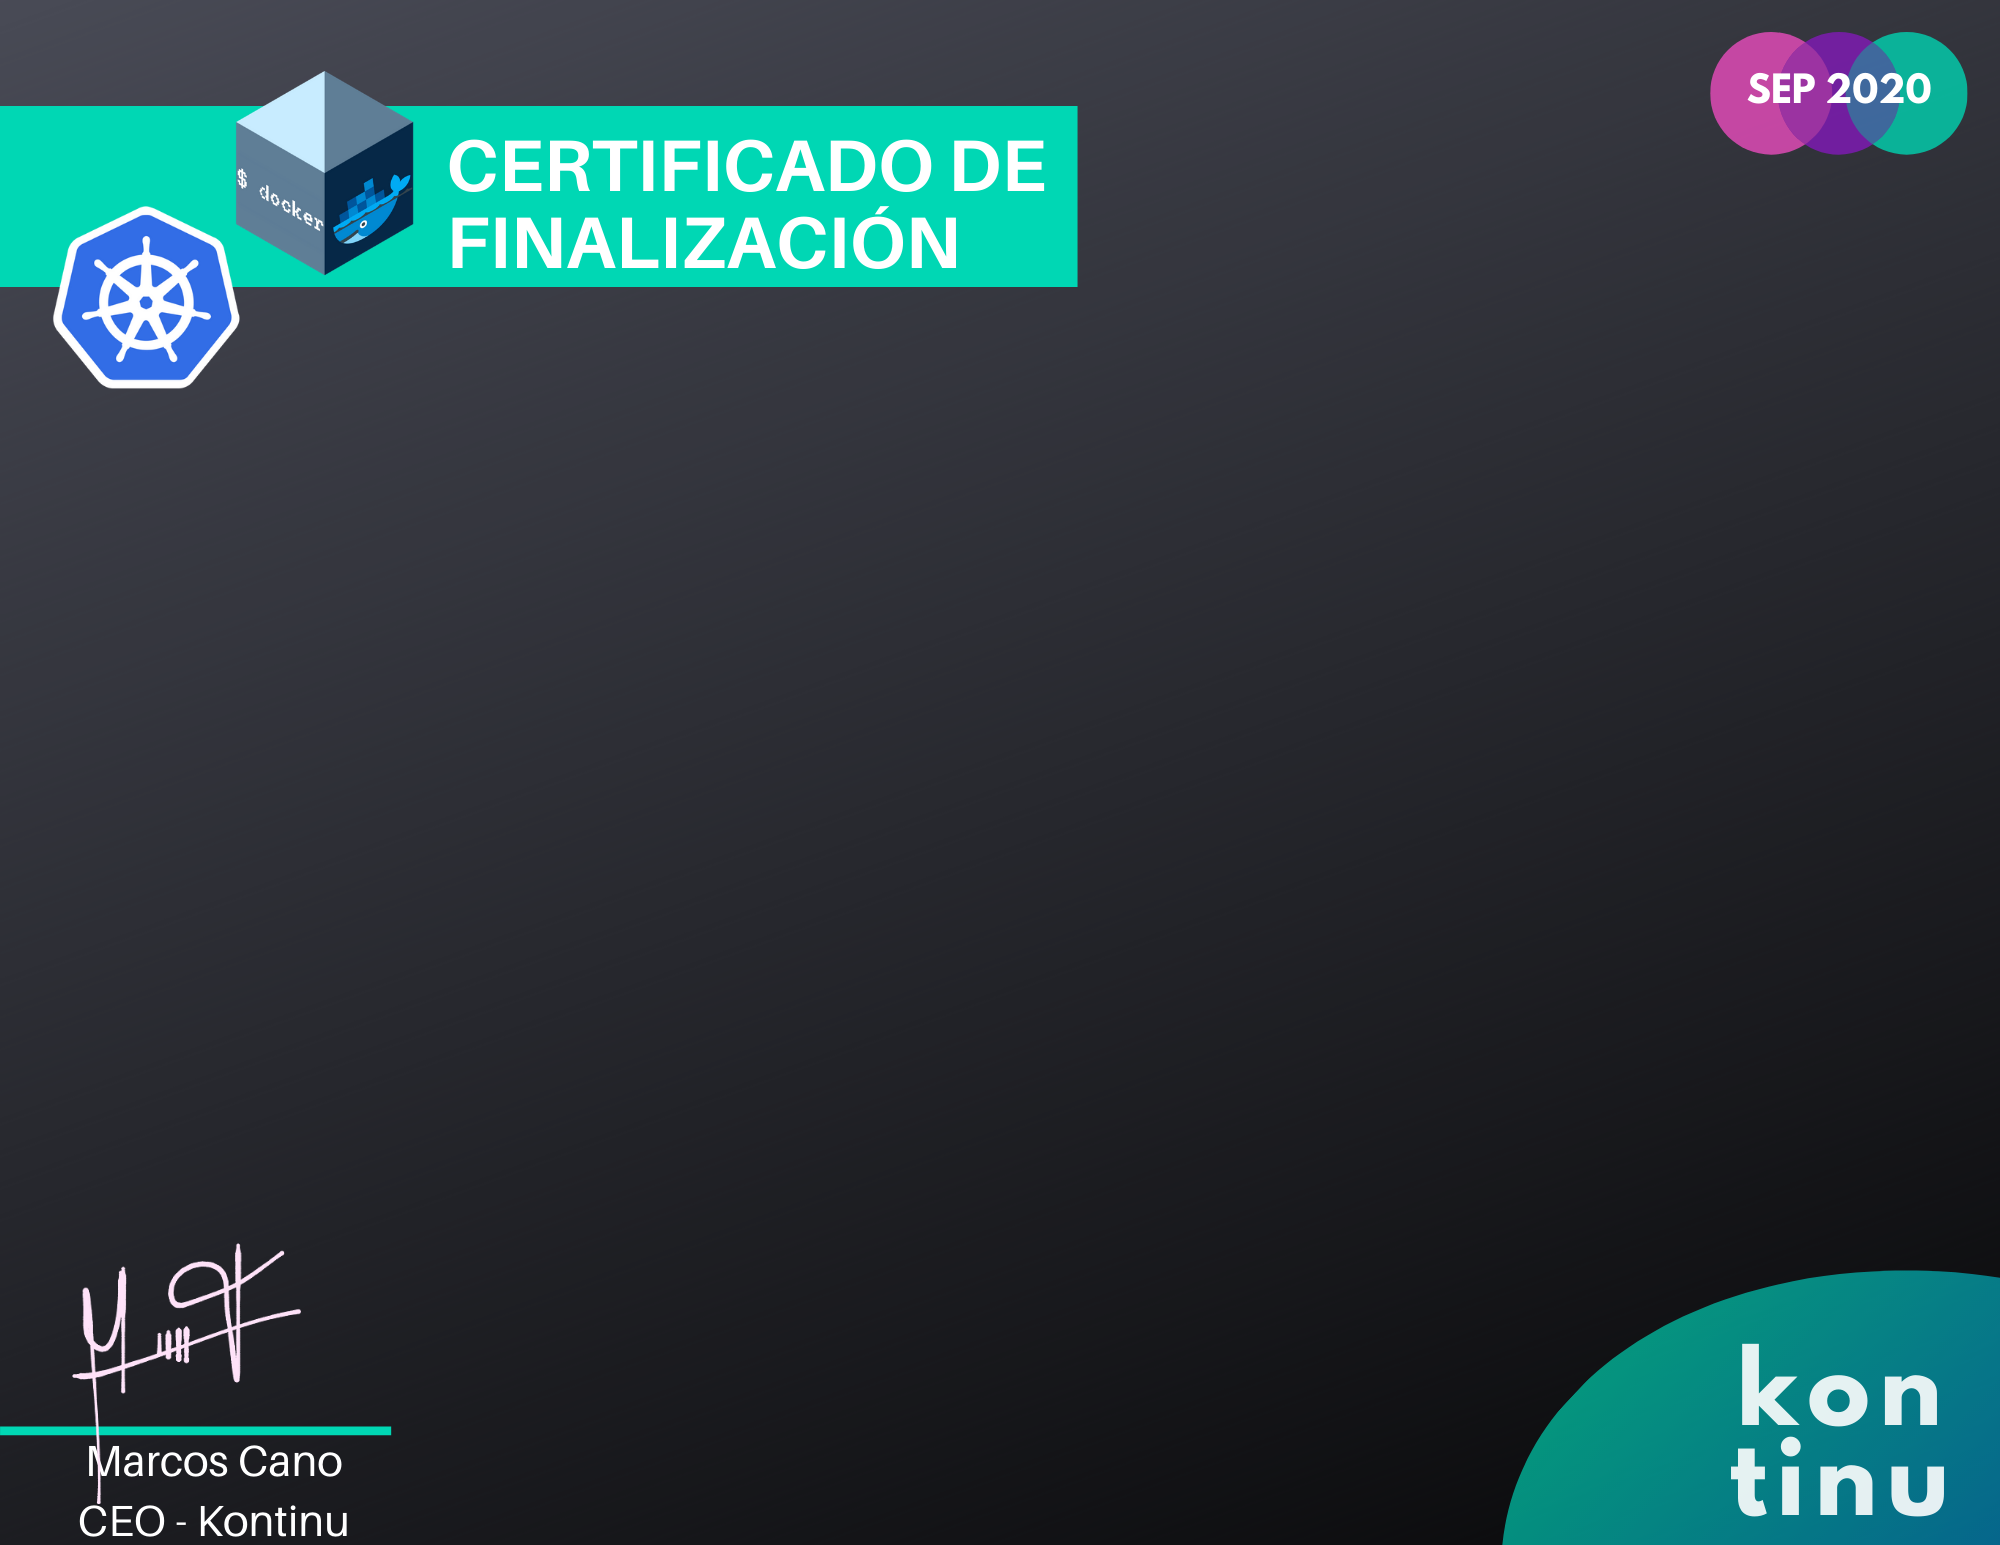 SEP 2020
CERTIFICADO DE
FINALIZACIÓN
$ docker
Marcos Cano
CEO - Kontinu
kon
tinu